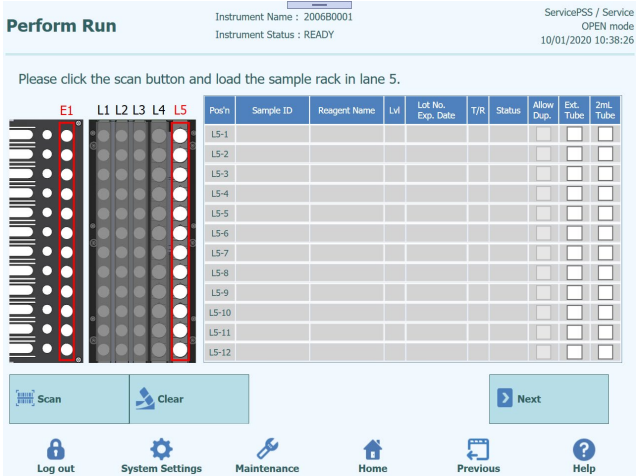 Perform Run
Instrument Name : 2006B0001
Instrument Status : READY
ServicePSS / Service
OPEN mode
10/01/2020 10:38:26
Please click the scan button and load the sample rack in lane 5.
E1 L1 L2 L3 L4 L5
Pos'n Sample ID Reagent Name Lvl Lot No. Exp. Date T/R Status Allow Dup. Ext. Tube 2mL Tube
L5-1
L5-2
L5-3
L5-4
L5-5
L5-6
L5-7
L5-8
L5-9
L5-10
L5-11
L5-12
Scan Clear Next
Log out System Settings Maintenance Home Previous Help